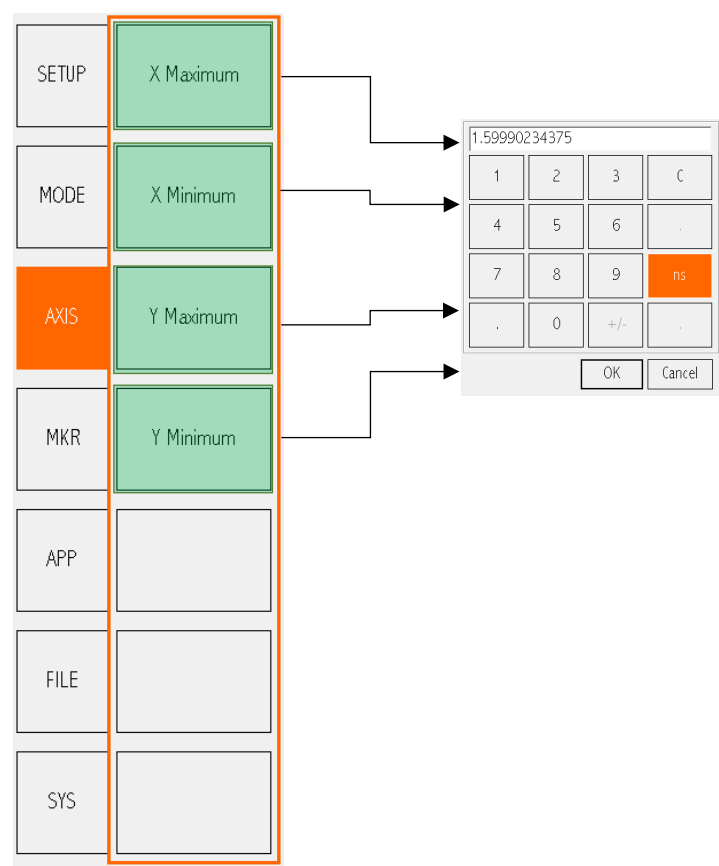 SETUP
X Maximum
MODE
X Minimum
AXIS
Y Maximum
MKR
Y Minimum
APP
FILE
SYS
1.59990234375
1 2 3 C
4 5 6 .
7 8 9 ns
. 0 +/- .
OK Cancel